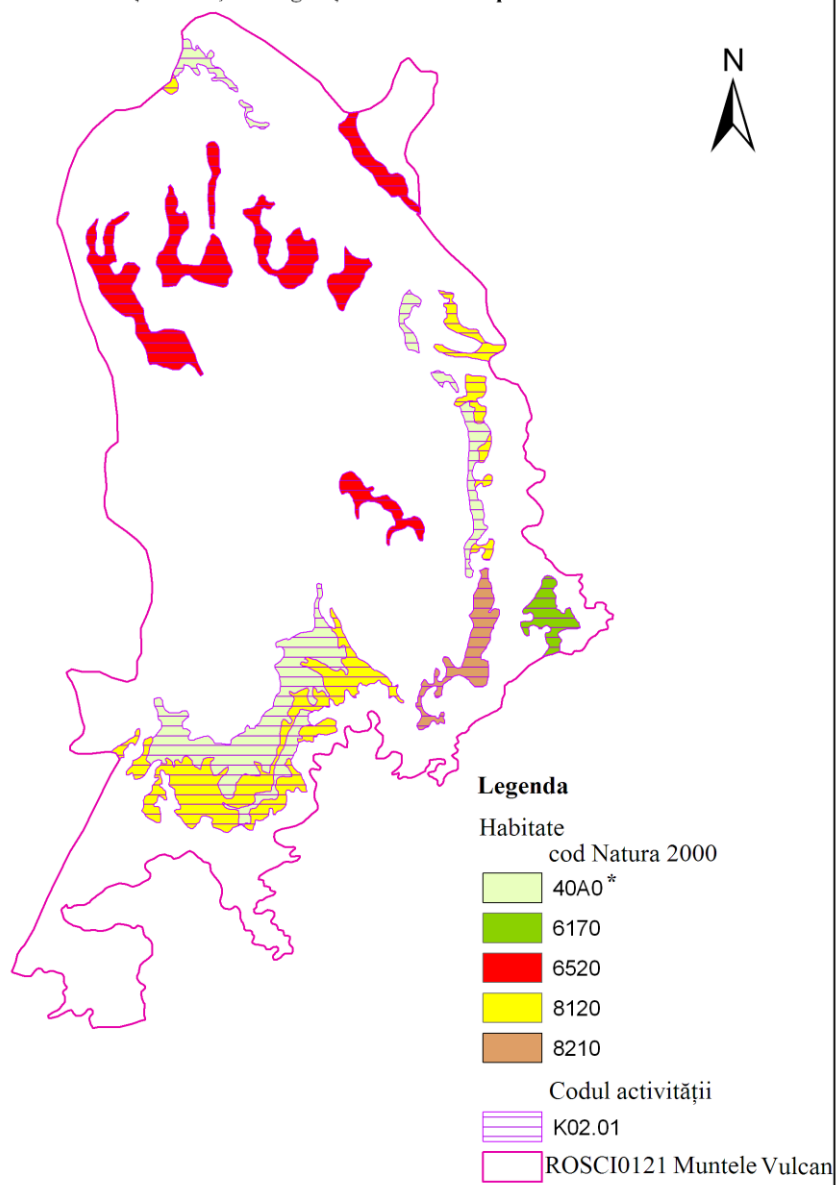 N
Legenda
Habitate
cod Natura 2000
40A0*
6170
6520
8120
8210
Codul activității
K02.01
ROSCI0121 Muntele Vulcan